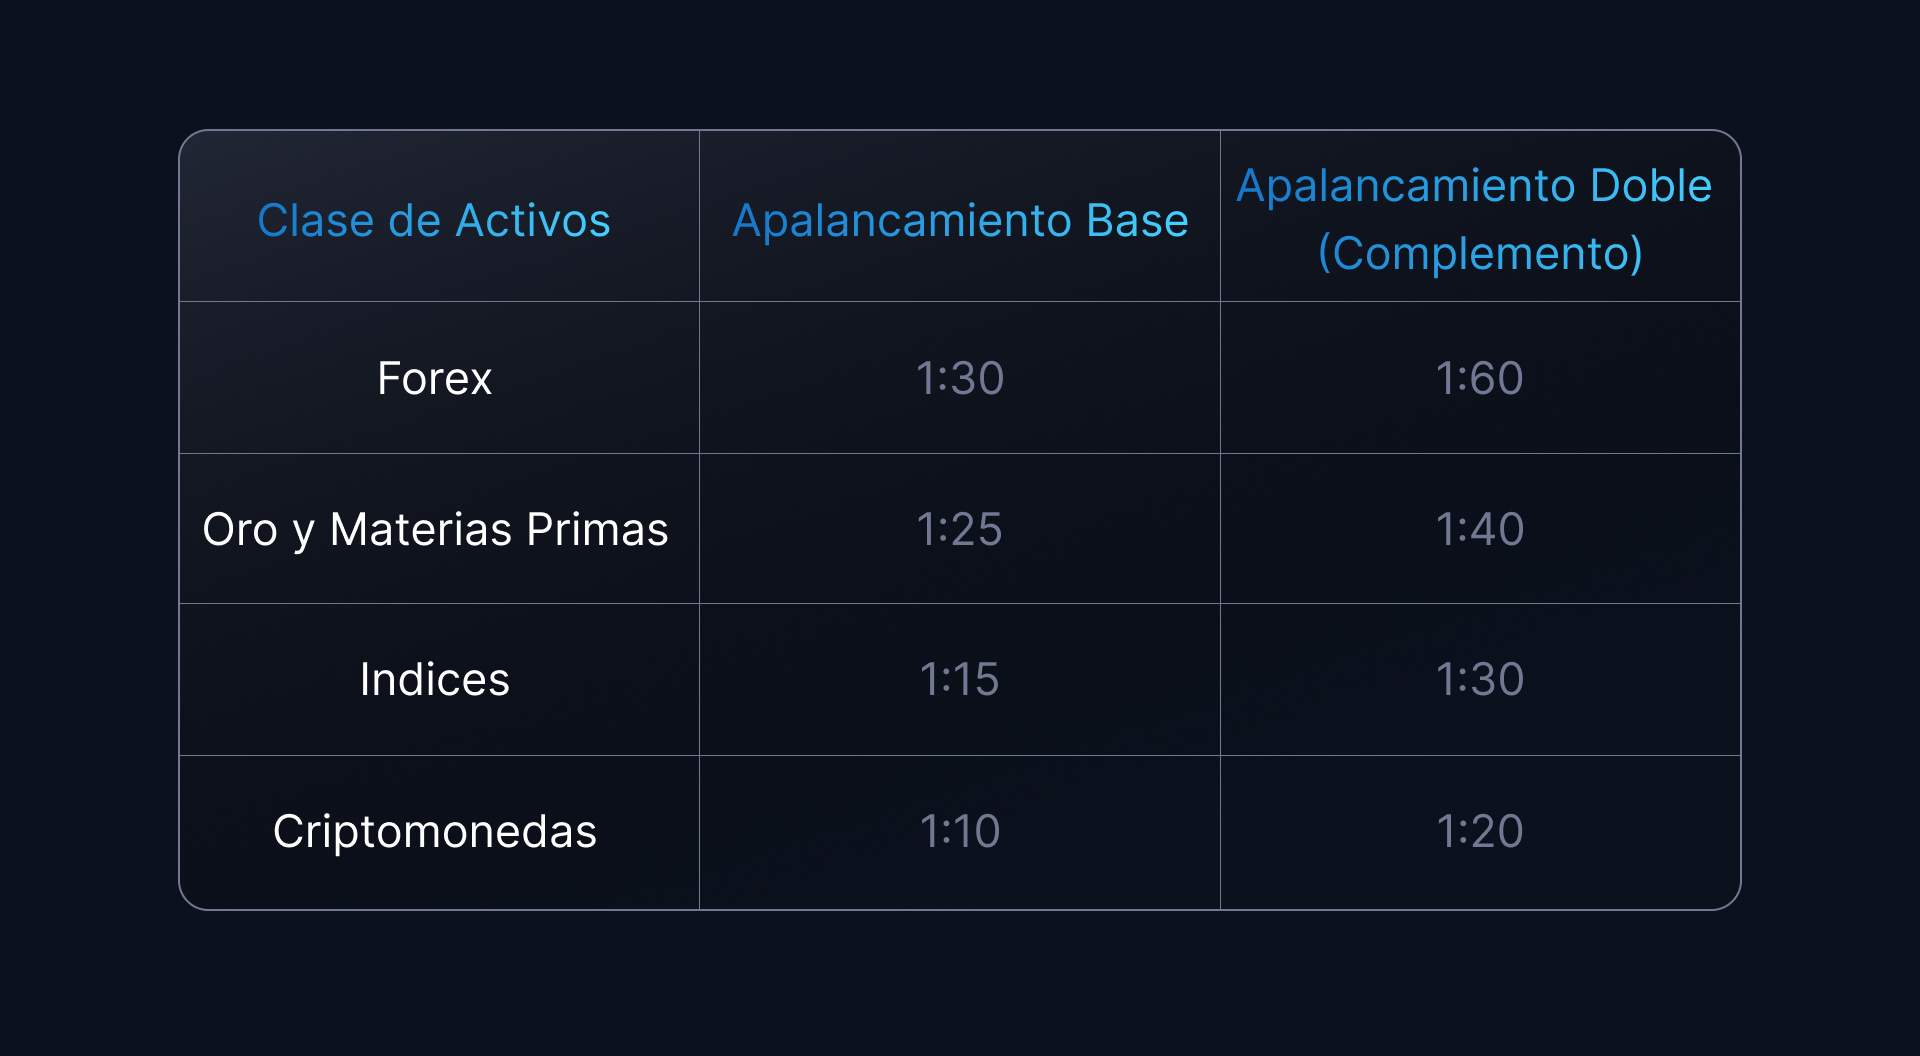 Clase de Activos
Apalancamiento Base
Apalancamiento Doble
(Complemento)
Forex
1:30
1:60
Oro y Materias Primas
1:25
1:40
Indices
1:15
1:30
Criptomonedas
1:10
1:20